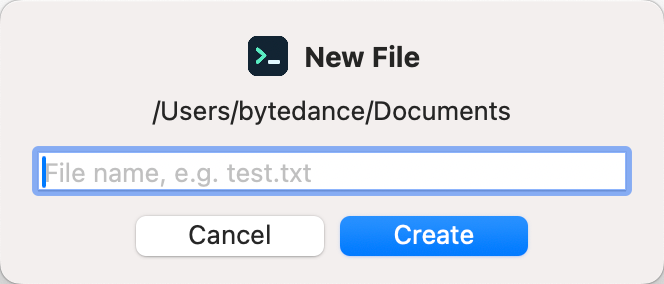 New File
/Users/bytedance/Documents
File name, e.g. test.txt
Cancel
Create